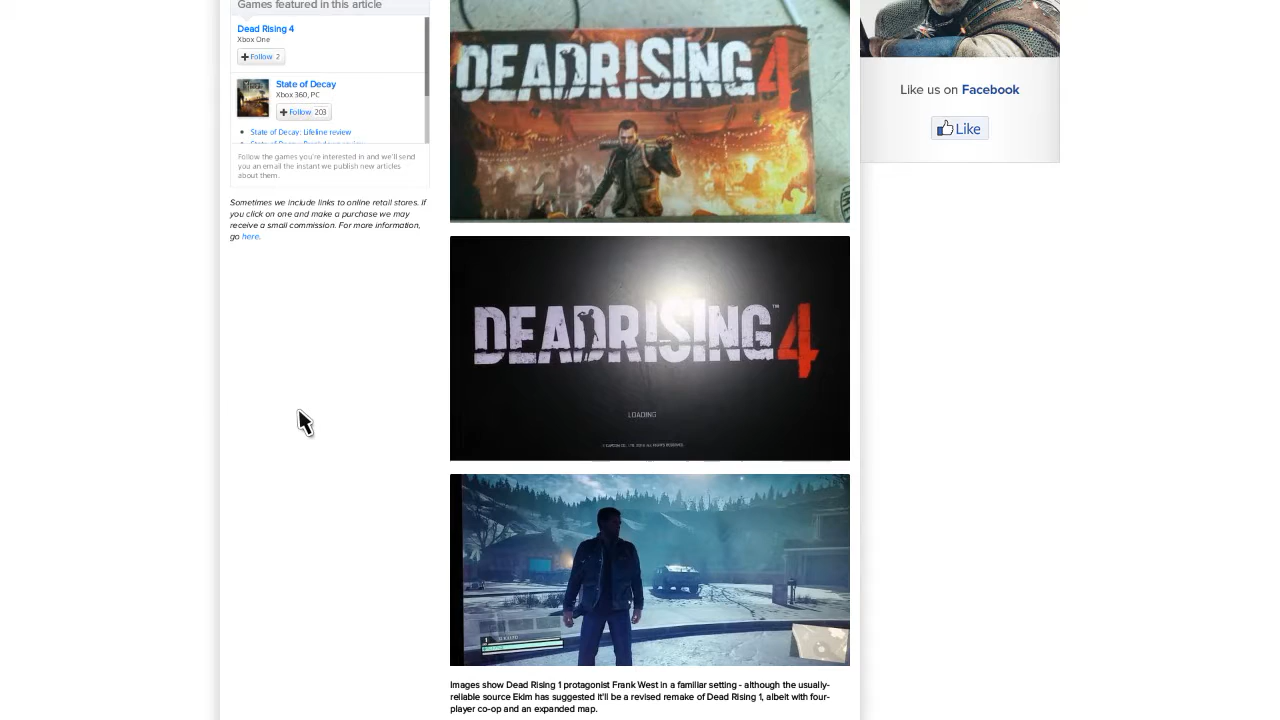 Games featured in this article
Dead Rising 4
Xbox One
Follow 2
State of Decay
Xbox 360, PC
Follow 203
State of Decay: Lifeline review
Follow the games you're interested in and we'll send
you an email the instant we publish new articles
about them.
Sometimes we include links to online retail stores. If
you click on one and make a purchase we may
receive a small commission. For more information,
go here.
DEADRISING 4
DEADRISING™ 4
LOADING
Images show Dead Rising 1 protagonist Frank West in a familiar setting - although the usually-
reliable source Ekim has suggested it'll be a revised remake of Dead Rising 1, albeit with four-
player co-op and an expanded map.
Like us on Facebook
Like